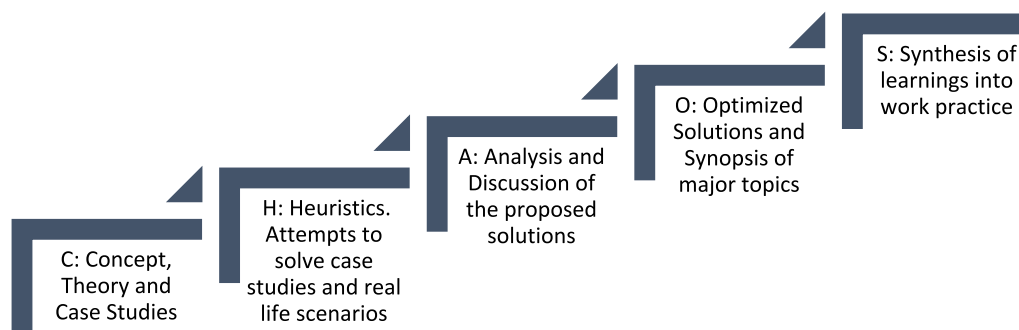 C: Concept,
Theory and
Case Studies
H: Heuristics.
Attempts to
solve case
studies and real
life scenarios
A: Analysis and
Discussion of
the proposed
solutions
O: Optimized
Solutions and
Synopsis of
major topics
S: Synthesis of
learnings into
work practice